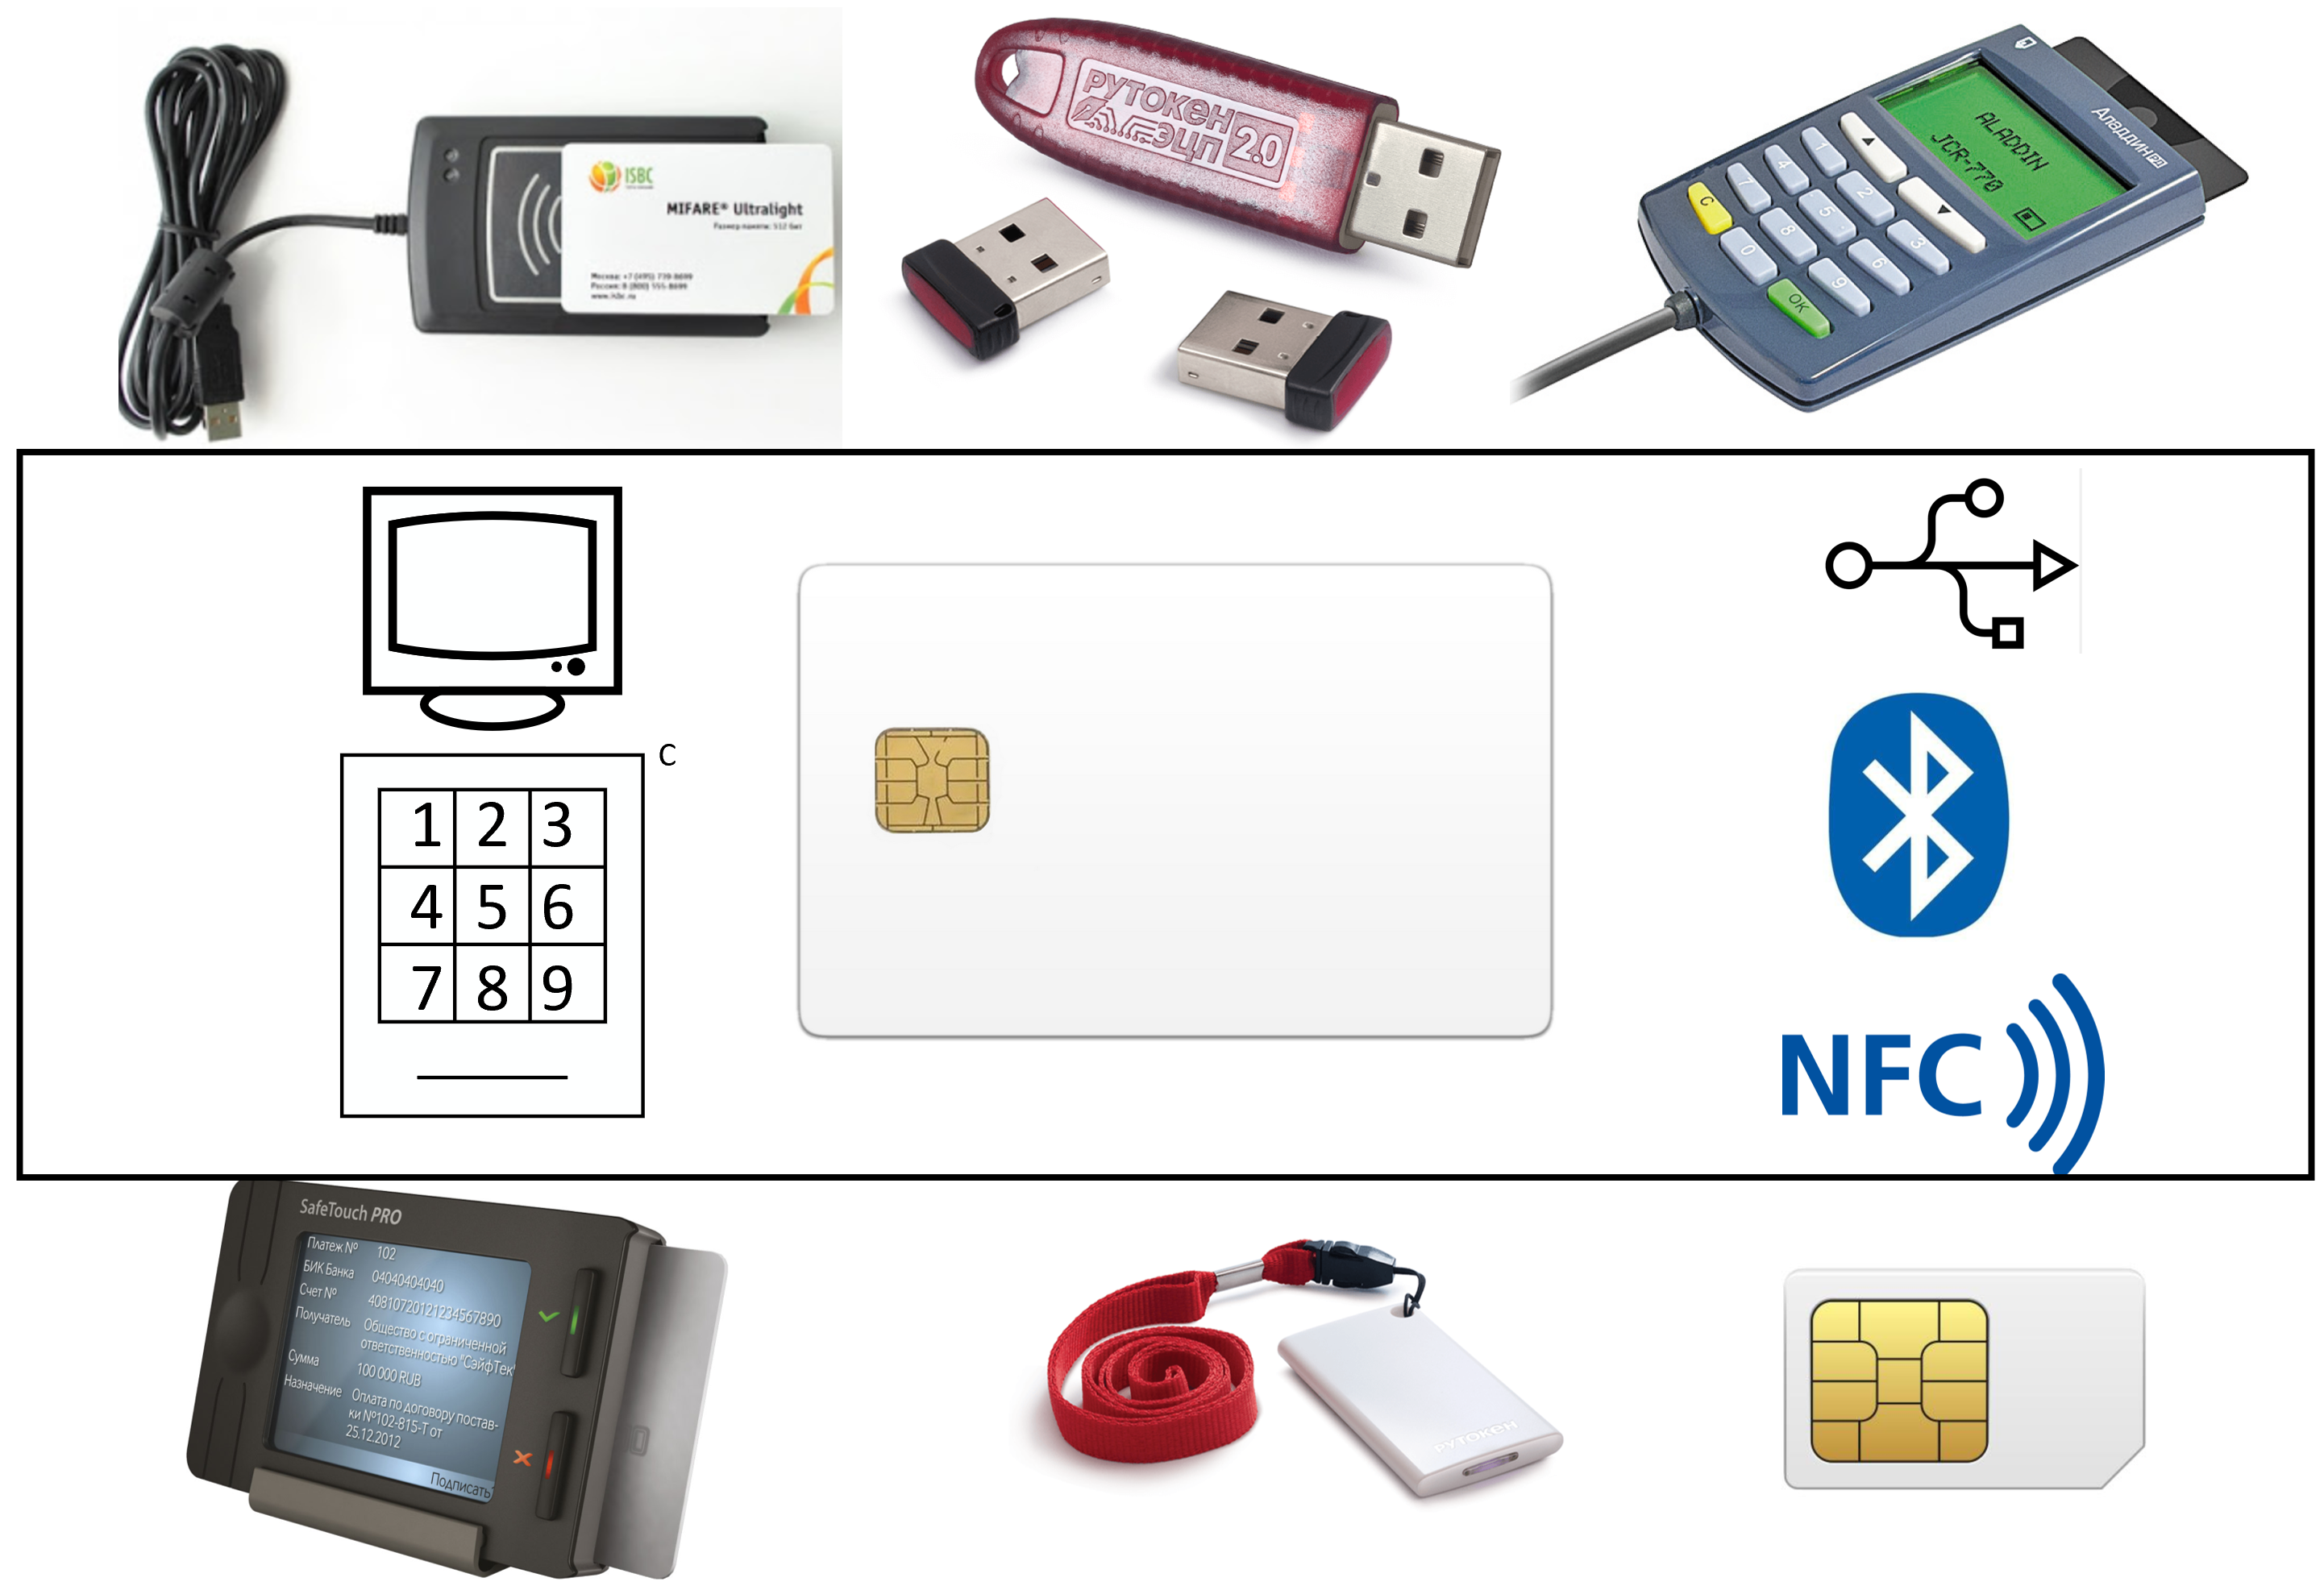 ISBC
MIFARE® Ultralight
Размер памяти: 512 бит
Москва: +7 (495) 739-8699
Россия: 8 (800) 555-8699
www.isbc.ru
РУТОКЕН
ЭЦП 2.0
Аладдин РД
ALADDIN
JCR-770
1 2 3
4 5 6
7 8 9
C 0 OK
C
1 2 3
4 5 6
7 8 9
NFC
SafeTouch PRO
Платеж № 102
БИК Банка 04040404040
Счет № 40810720121234567890
Получатель Общество с ограниченной
ответственностью "СэйфТек"
Сумма 100 000 RUB
Назначение Оплата по договору постав-
ки №102-815-Т от
25.12.2012
Подписать
РУТОКЕН